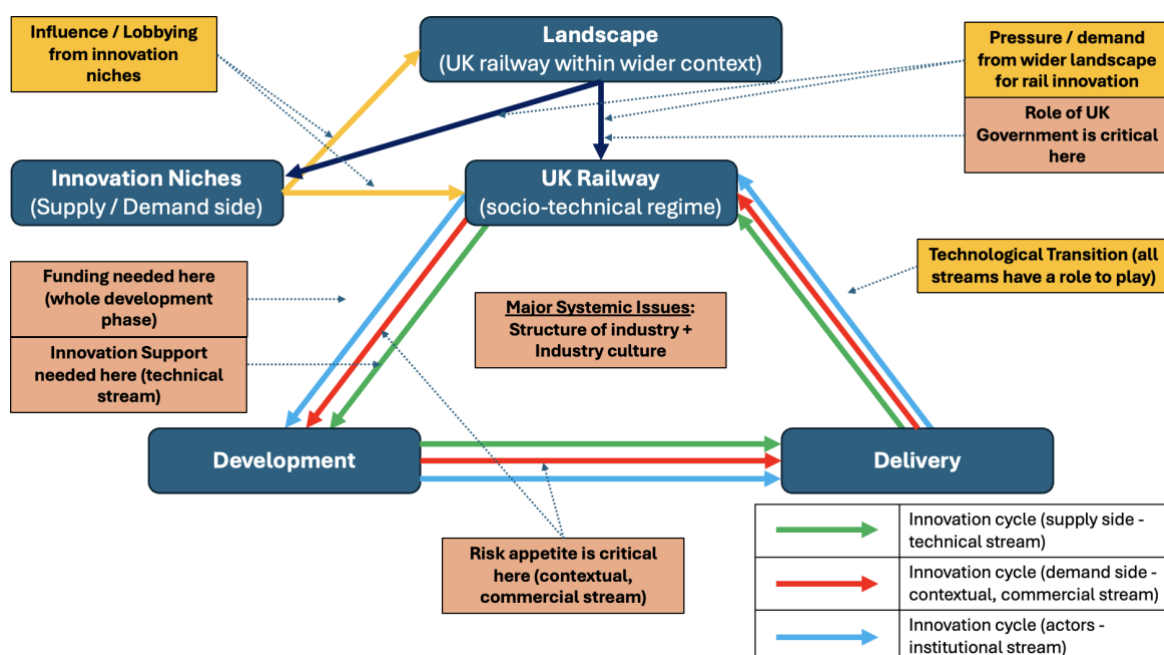 Influence / Lobbying
from innovation
niches
Landscape
(UK railway within wider context)
Pressure / demand
from wider landscape
for rail innovation
Role of UK
Government is critical
here
Innovation Niches
(Supply / Demand side)
UK Railway
(socio-technical regime)
Technological Transition (all
streams have a role to play)
Funding needed here
(whole development
phase)
Innovation Support
needed here (technical
stream)
Major Systemic Issues:
Structure of industry +
Industry culture
Development
Delivery
Risk appetite is critical
here (contextual,
commercial stream)
Innovation cycle (supply side -
technical stream)
Innovation cycle (demand side -
contextual, commercial stream)
Innovation cycle (actors -
institutional stream)